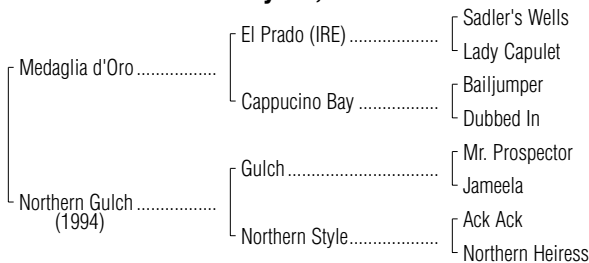 Sadler's Wells
El Prado (IRE) ....................
Lady Capulet
Medaglia d'Oro .................
Bailjumper
Cappucino Bay .................
Dubbed In
Mr. Prospector
Gulch ................................
Jameela
Northern Gulch .................
(1994)
Ack Ack
Northern Style ...................
Northern Heiress